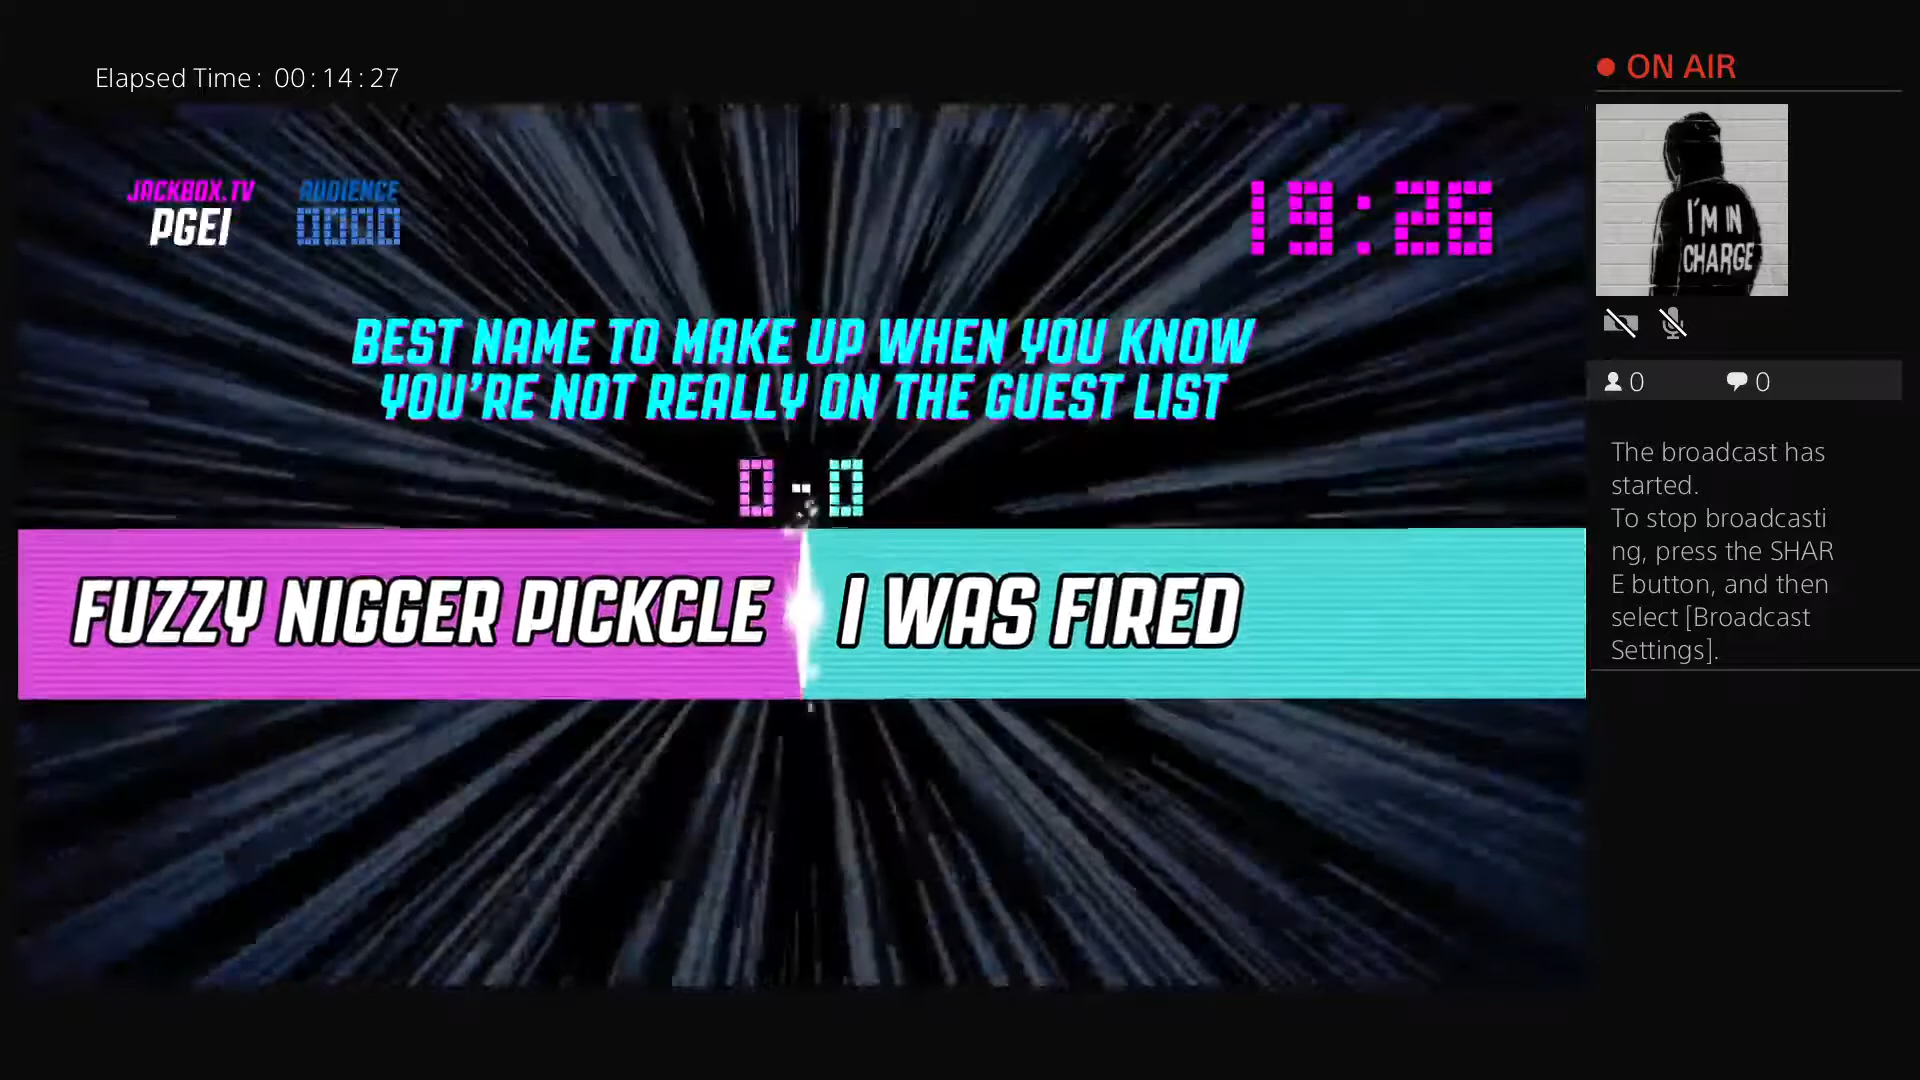 Elapsed Time: 00:14:27
ON AIR
JACKBOX.TV
PGEI
AUDIENCE
0000
19:26
I'M IN
CHARGE
BEST NAME TO MAKE UP WHEN YOU KNOW
YOU'RE NOT REALLY ON THE GUEST LIST
0 0
0-0
FUZZY NIGGER PICKCLE
I WAS FIRED
The broadcast has
started.
To stop broadcasti
ng, press the SHAR
E button, and then
select [Broadcast
Settings].